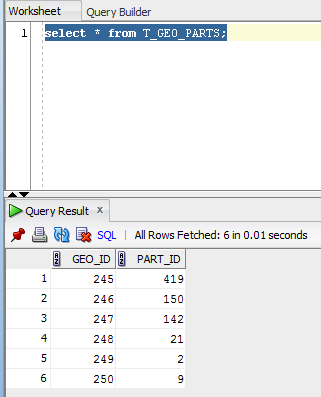 Worksheet Query Builder
1 select * from T_GEO_PARTS;
Query Result x
SQL | All Rows Fetched: 6 in 0.01 seconds
GEO_ID PART_ID
1 245 419
2 246 150
3 247 142
4 248 21
5 249 2
6 250 9